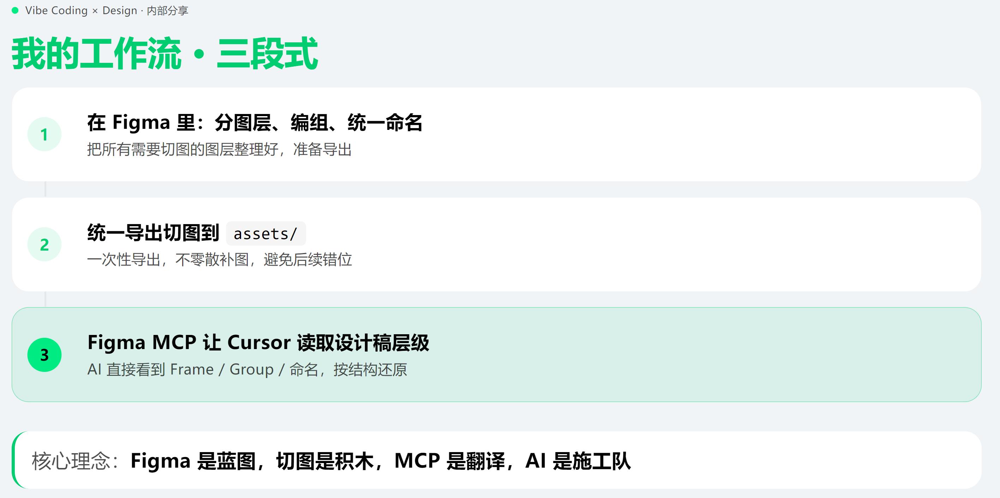 Vibe Coding × Design · 内部分享
我的工作流 · 三段式
1
在 Figma 里：分图层、编组、统一命名
把所有需要切图的图层整理好，准备导出
2
统一导出切图到 assets/
一次性导出，不零散补图，避免后续错位
3
Figma MCP 让 Cursor 读取设计稿层级
AI 直接看到 Frame / Group / 命名，按结构还原
核心理念：Figma 是蓝图，切图是积木，MCP 是翻译，AI 是施工队